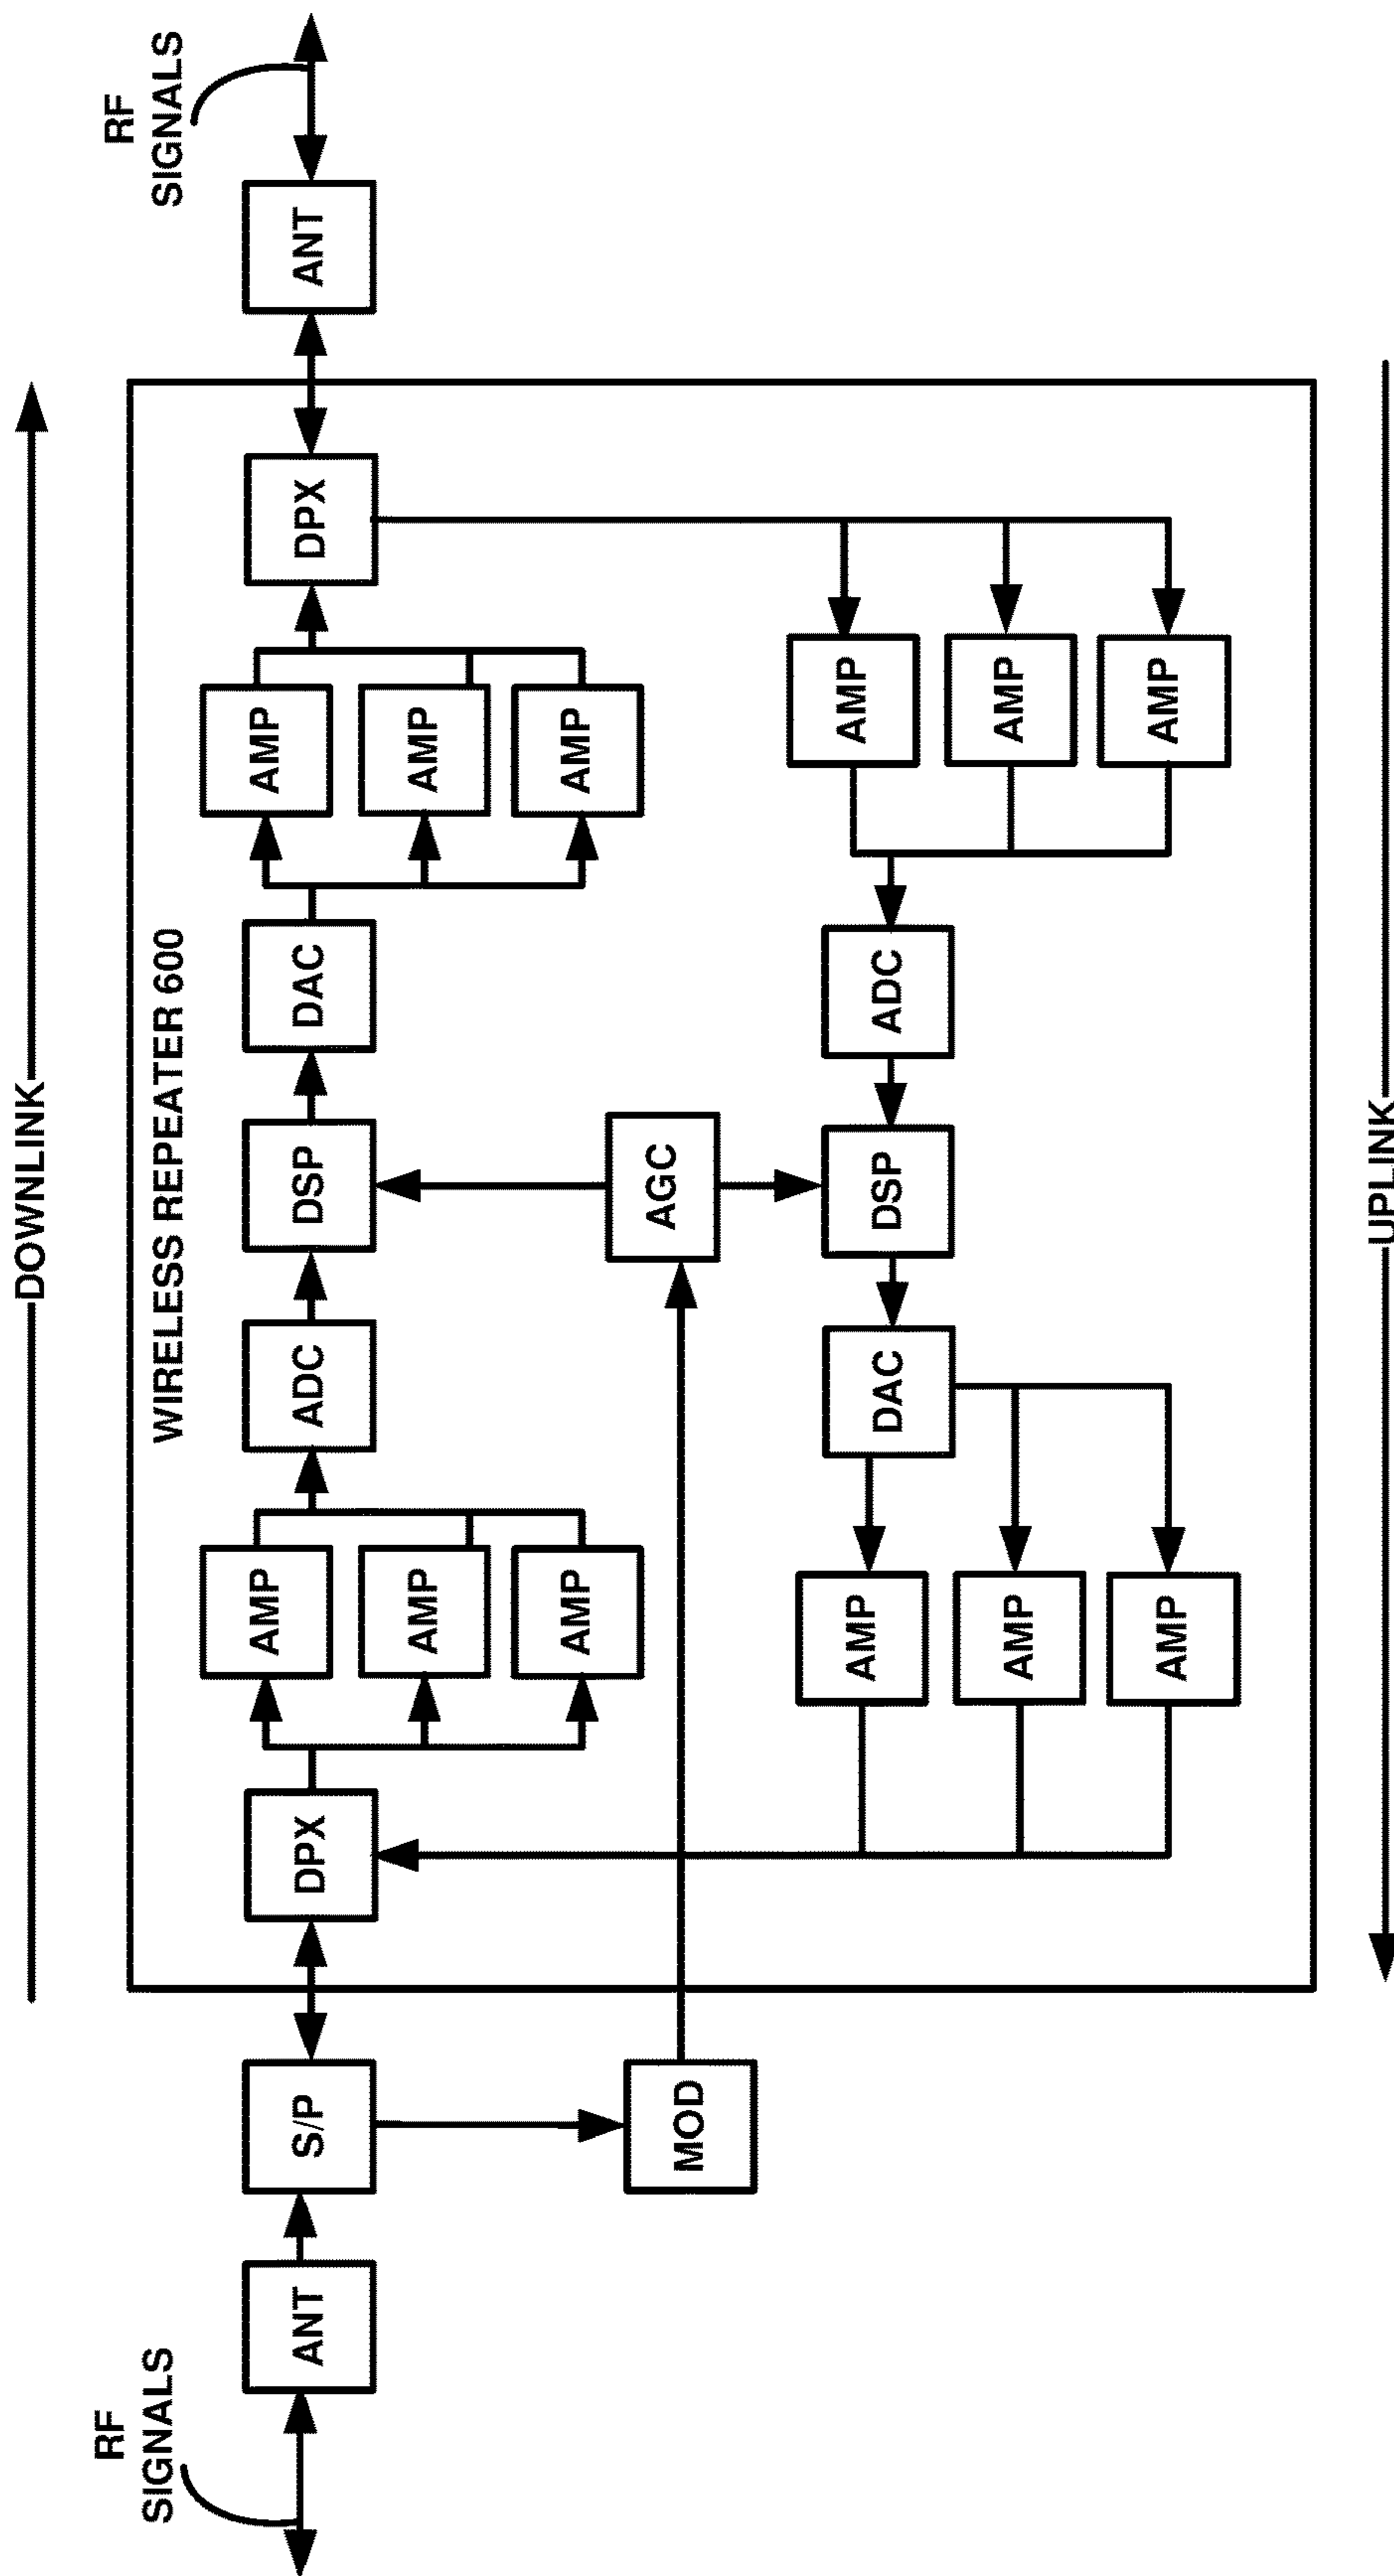 DOWNLINK
RF
SIGNALS
RF
SIGNALS
WIRELESS REPEATER 600
ANT
S/P
DPX
AMP
AMP
AMP
ADC
DSP
DAC
AMP
AMP
AMP
DPX
ANT
MOD
AGC
AMP
AMP
AMP
DAC
DSP
ADC
AMP
AMP
AMP
UPLINK